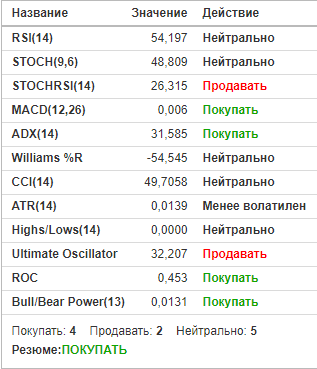 Название Значение Действие
RSI(14) 54,197 Нейтрально
STOCH(9,6) 48,809 Нейтрально
STOCHRSI(14) 26,315 Продавать
MACD(12,26) 0,006 Покупать
ADX(14) 31,585 Покупать
Williams %R -54,545 Нейтрально
CCI(14) 49,7058 Нейтрально
ATR(14) 0,0139 Менее волатилен
Highs/Lows(14) 0,0000 Нейтрально
Ultimate Oscillator 32,207 Продавать
ROC 0,453 Покупать
Bull/Bear Power(13) 0,0131 Покупать
Покупать: 4 Продавать: 2 Нейтрально: 5
Резюме:ПОКУПАТЬ